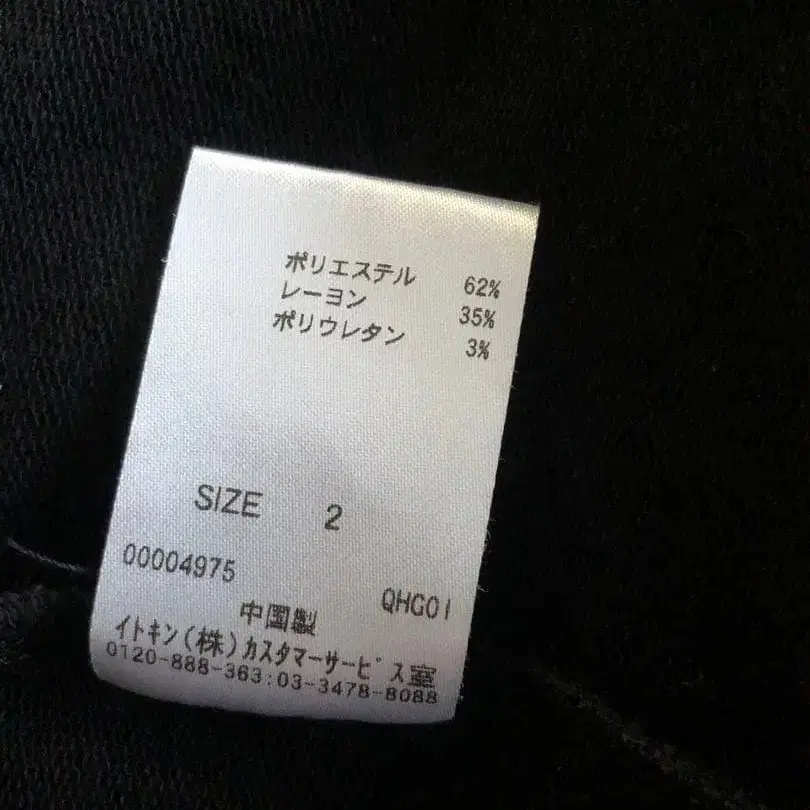 ポリエステル 62%
レーヨン 35%
ポリウレタン 3%
SIZE 2
00004975
QHG01
中国製
イトキン(株)カスタマーサービス室
0120-888-363:03-3478-8088